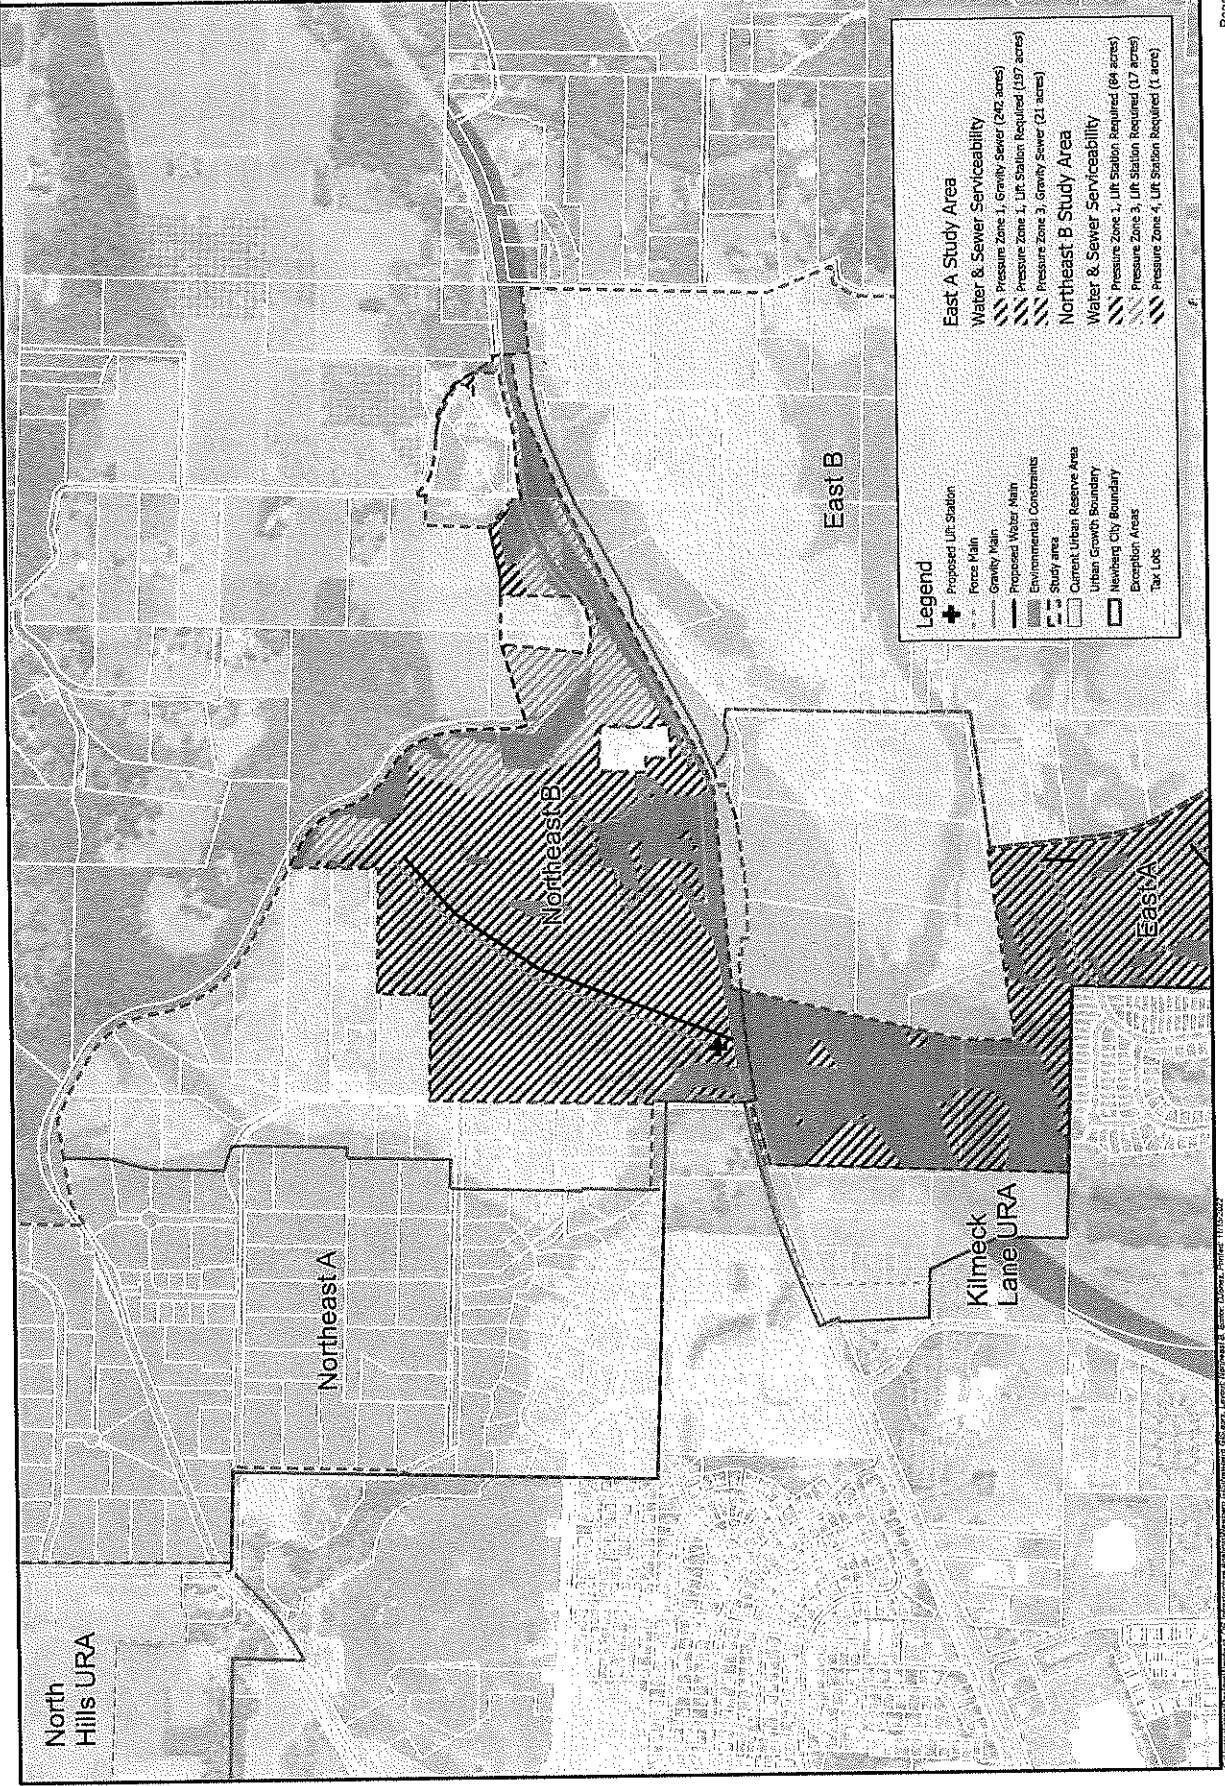 North
Hills URA
Northeast A
Northeast B
East B
Kilmeck
Lane URA
East A
Legend
Proposed Lift Station
Force Main
Gravity Main
Proposed Water Main
Environmental Constraints
Study area
Current Urban Reserve Area
Urban Growth Boundary
Newberg City Boundary
Exception Areas
Tax Lots
East A Study Area
Water & Sewer Serviceability
Pressure Zone 1, Gravity Sewer (242 acres)
Pressure Zone 1, Lift Station Required (197 acres)
Pressure Zone 3, Gravity Sewer (21 acres)
Northeast B Study Area
Water & Sewer Serviceability
Pressure Zone 1, Lift Station Required (84 acres)
Pressure Zone 3, Lift Station Required (17 acres)
Pressure Zone 4, Lift Station Required (1 acre)